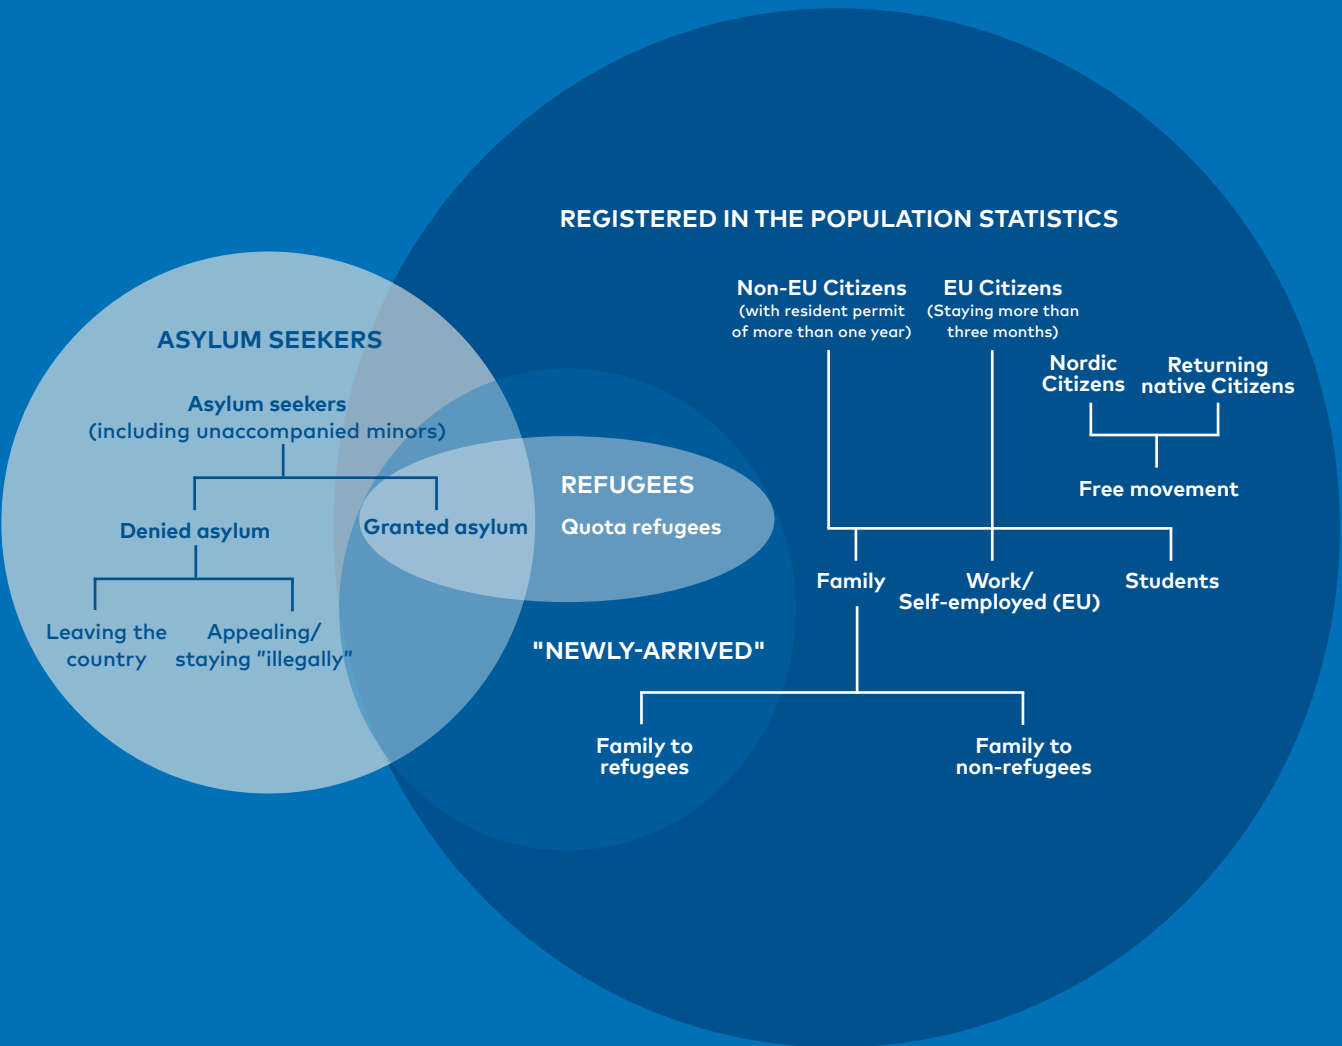 REGISTERED IN THE POPULATION STATISTICS
Non-EU Citizens
(with resident permit
of more than one year)
EU Citizens
(Staying more than
three months)
Nordic
Citizens
Returning
native Citizens
Free movement
Family
Work/
Self-employed (EU)
Students
Family to
refugees
Family to
non-refugees
ASYLUM SEEKERS
Asylum seekers
(including unaccompanied minors)
Denied asylum
Granted asylum
Leaving the
country
Appealing/
staying "illegally"
REFUGEES
Quota refugees
"NEWLY-ARRIVED"